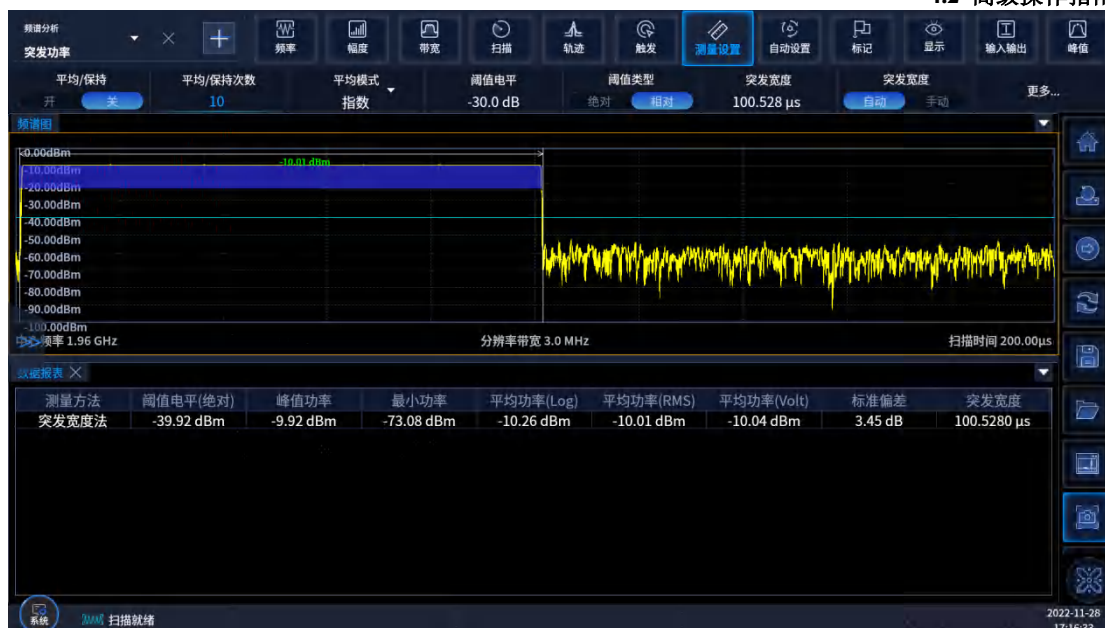 频谱分析
突发功率
频率 幅度 带宽 扫描 轨迹 触发 测量设置 自动设置 标记 显示 输入输出 峰值
平均/保持 平均/保持次数 平均模式 阈值电平 阈值类型 突发宽度 突发宽度 更多...
开 关 10 指数 -30.0 dB 绝对 相对 100.528 μs 自动 手动
频谱图
0.00dBm
-10.01 dBm
-10.00dBm
-20.00dBm
-30.00dBm
-40.00dBm
-50.00dBm
-60.00dBm
-70.00dBm
-80.00dBm
-90.00dBm
-100.00dBm
频率 1.96 GHz 分辨率带宽 3.0 MHz 扫描时间 200.00μs
数据报表
测量方法 阈值电平(绝对) 峰值功率 最小功率 平均功率(Log) 平均功率(RMS) 平均功率(Volt) 标准偏差 突发宽度
突发宽度法 -39.92 dBm -9.92 dBm -73.08 dBm -10.26 dBm -10.01 dBm -10.04 dBm 3.45 dB 100.5280 μs
系统 扫描就绪 2022-11-28